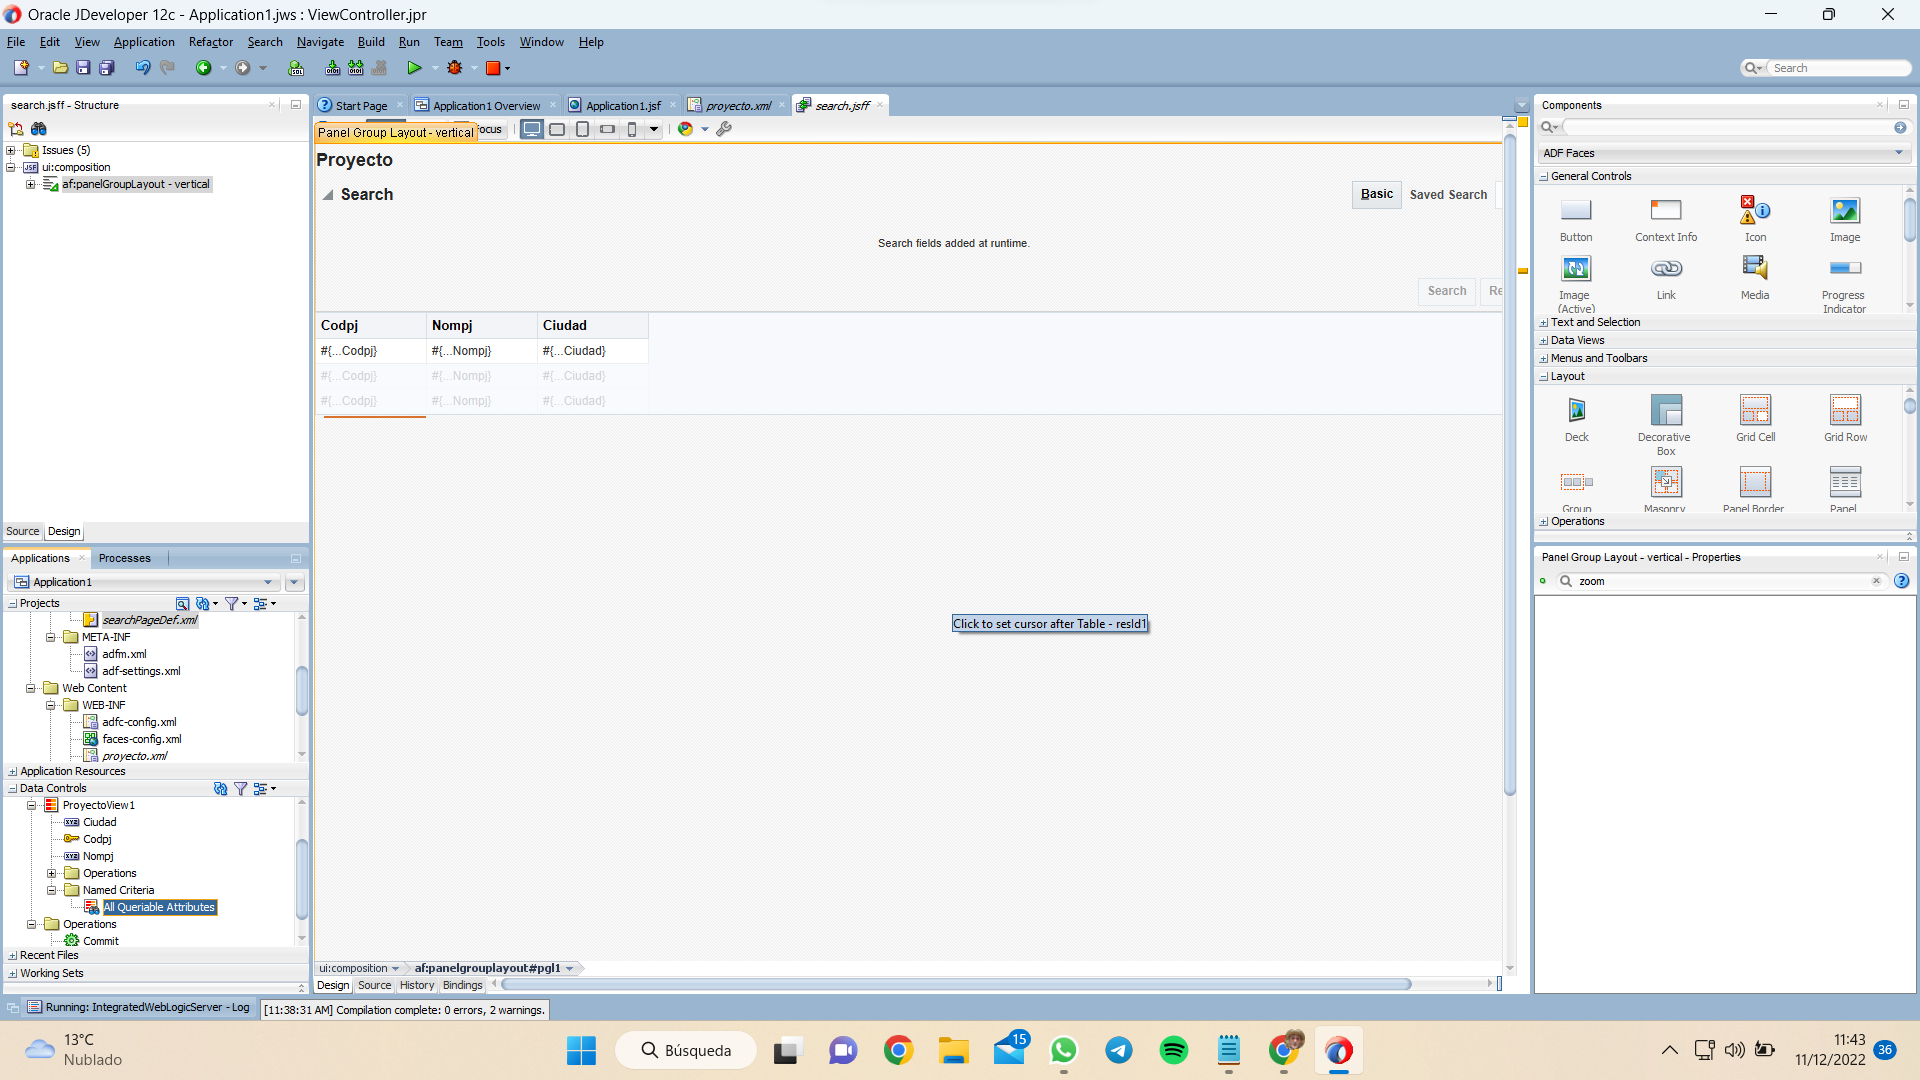 Oracle JDeveloper 12c - Application1.jws : ViewController.jpr
File Edit View Application Refactor Search Navigate Build Run Team Tools Window Help
Search
search.jsff - Structure
Issues (5)
ui:composition
af:panelGroupLayout - vertical
Source Design
Start Page Application1 Overview Application1.jsf proyecto.xml search.jsff
Panel Group Layout - vertical
Proyecto
Search
Basic Saved Search
Search fields added at runtime.
Search Re
Codpj Nompj Ciudad
#{...Codpj} #{...Nompj} #{...Ciudad}
#{...Codpj} #{...Nompj} #{...Ciudad}
#{...Codpj} #{...Nompj} #{...Ciudad}
Click to set cursor after Table - resId1
ui:composition af:panelgrouplayout#pgl1
Design Source History Bindings
Applications Processes
Application1
Projects
searchPageDef.xml
META-INF
adfm.xml
adf-settings.xml
Web Content
WEB-INF
adfc-config.xml
faces-config.xml
proyecto.xml
Application Resources
Data Controls
ProyectoView1
Ciudad
Codpj
Nompj
Operations
Named Criteria
All Queriable Attributes
Operations
Commit
Recent Files
Working Sets
Components
ADF Faces
General Controls
Button Context Info Icon Image
Image (Active) Link Media Progress Indicator
Text and Selection
Data Views
Menus and Toolbars
Layout
Deck Decorative Box Grid Cell Grid Row
Group Masonry Panel Border Panel
Operations
Panel Group Layout - vertical - Properties
zoom
Running: IntegratedWebLogicServer - Log [11:38:31 AM] Compilation complete: 0 errors, 2 warnings.
13°C
Nublado
Búsqueda
15
11:43
11/12/2022
36